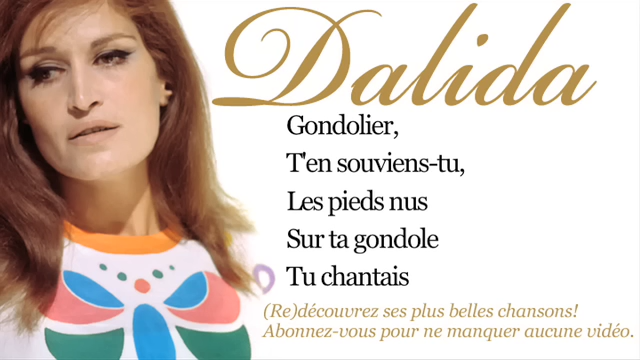 Dalida
Gondolier,
T'en souviens-tu,
Les pieds nus
Sur ta gondole
Tu chantais
(Re)découvrez ses plus belles chansons!
Abonnez-vous pour ne manquer aucune vidéo.